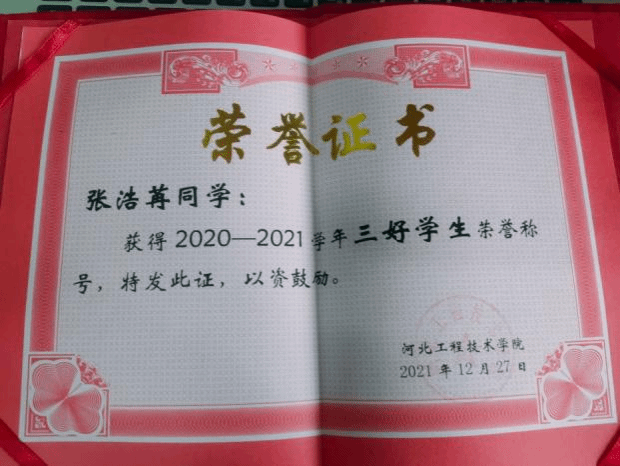 荣誉证书
张浩苒同学：
获得 2020—2021 学年三好学生荣誉称
号，特发此证，以资鼓励。
河北工程技术学院
2021 年 12 月 27 日